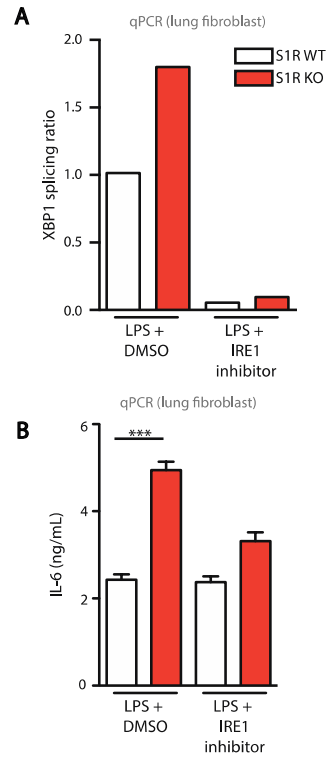 A
qPCR (lung fibroblast)
2.0
1.5
1.0
0.5
0.0
XBP1 splicing ratio
S1R WT
S1R KO
LPS +
DMSO
LPS +
IRE1
inhibitor
qPCR (lung fibroblast)
B
6
4
2
0
IL-6 (ng/mL)
***
LPS +
DMSO
LPS +
IRE1
inhibitor